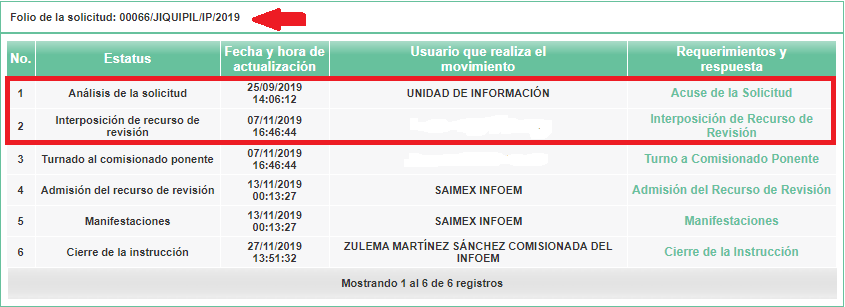 Folio de la solicitud: 00066/JIQUIPIL/IP/2019
No. Estatus Fecha y hora de actualización Usuario que realiza el movimiento Requerimientos y respuesta
1 Análisis de la solicitud 25/09/2019 14:06:12 UNIDAD DE INFORMACIÓN Acuse de la Solicitud
2 Interposición de recurso de revisión 07/11/2019 16:46:44 Interposición de Recurso de Revisión
3 Turnado al comisionado ponente 07/11/2019 16:46:44 Turno a Comisionado Ponente
4 Admisión del recurso de revisión 13/11/2019 00:13:27 SAIMEX INFOEM Admisión del Recurso de Revisión
5 Manifestaciones 13/11/2019 00:13:27 SAIMEX INFOEM Manifestaciones
6 Cierre de la instrucción 27/11/2019 13:51:32 ZULEMA MARTÍNEZ SÁNCHEZ COMISIONADA DEL INFOEM Cierre de la Instrucción
Mostrando 1 al 6 de 6 registros